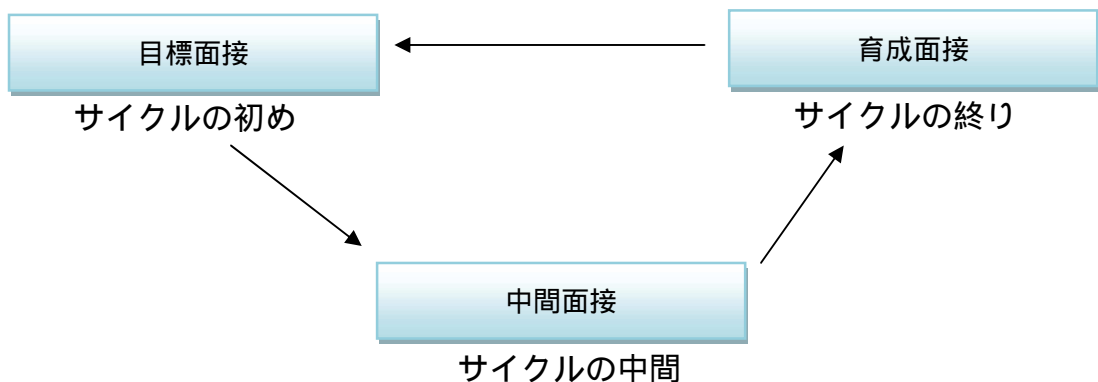 目標面接
サイクルの初め
育成面接
サイクルの終り
中間面接
サイクルの中間